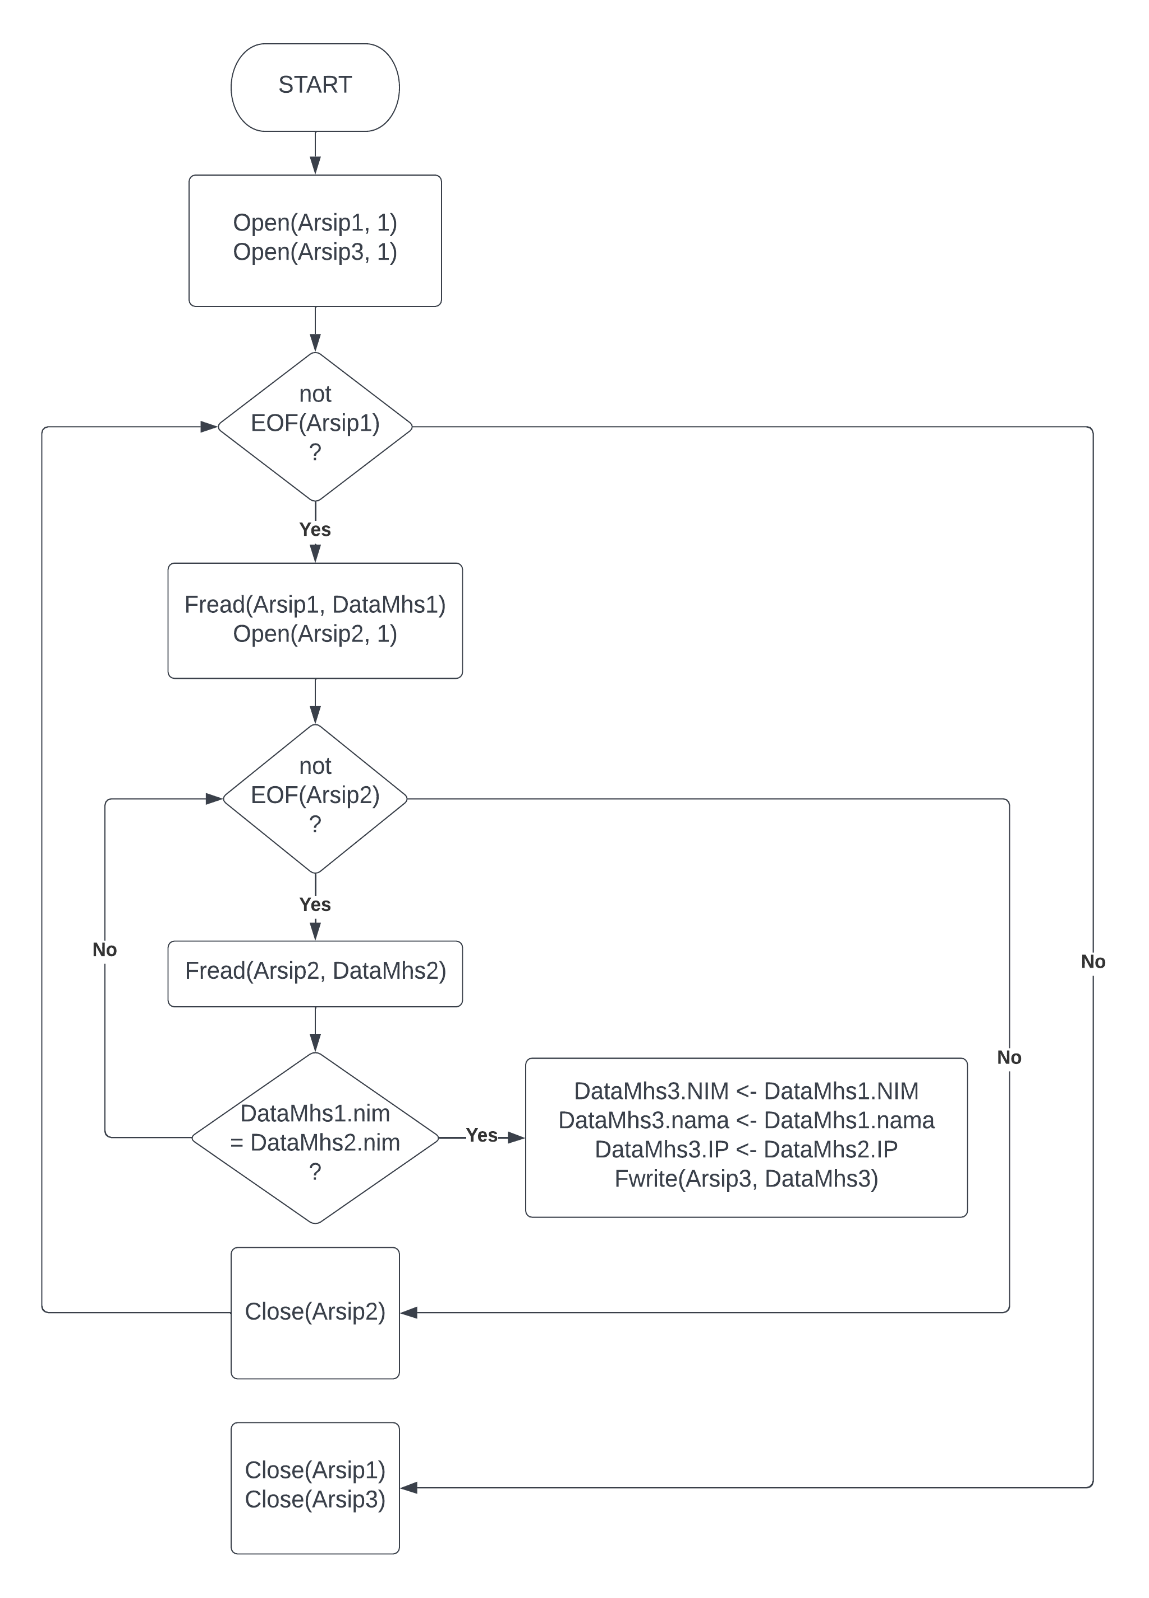 START
Open(Arsip1, 1)
Open(Arsip3, 1)
not
EOF(Arsip1)
?
Yes
Fread(Arsip1, DataMhs1)
Open(Arsip2, 1)
not
EOF(Arsip2)
?
Yes
No
No
Fread(Arsip2, DataMhs2)
No
DataMhs1.nim
= DataMhs2.nim
?
Yes
DataMhs3.NIM <- DataMhs1.NIM
DataMhs3.nama <- DataMhs1.nama
DataMhs3.IP <- DataMhs2.IP
Fwrite(Arsip3, DataMhs3)
Close(Arsip2)
Close(Arsip1)
Close(Arsip3)